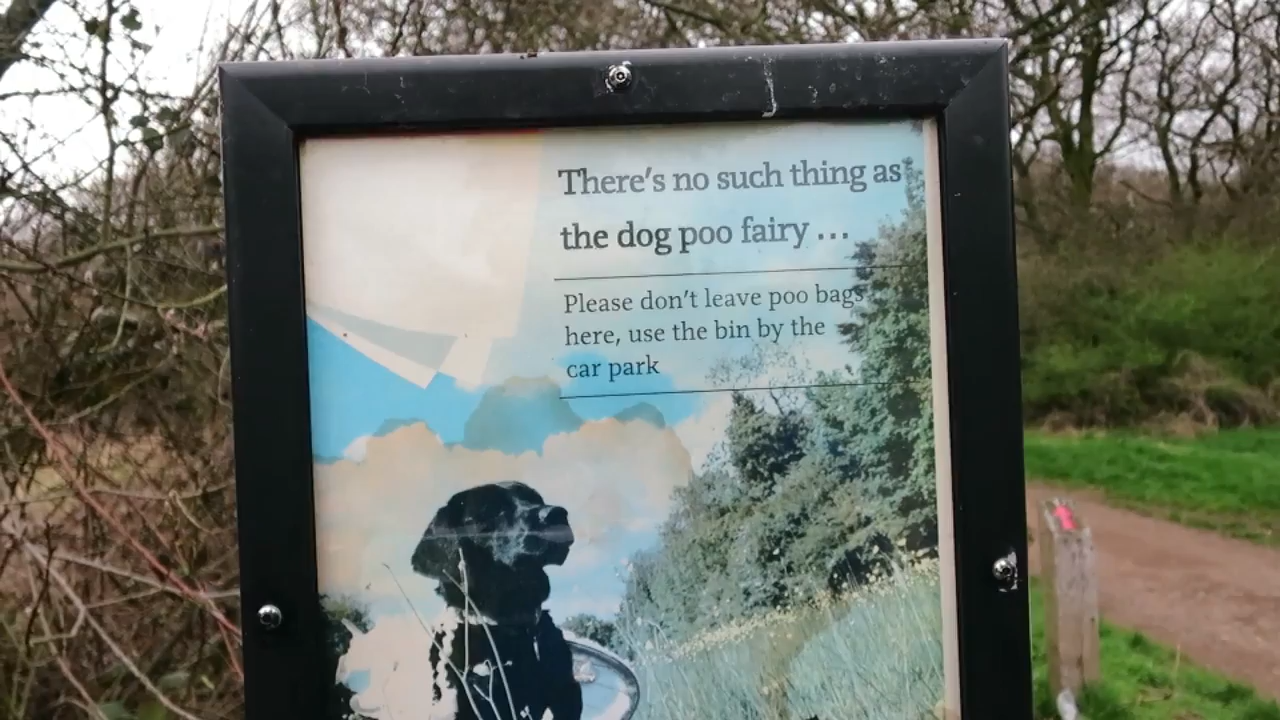 There's no such thing as
the dog poo fairy ...
Please don't leave poo bags
here, use the bin by the
car park